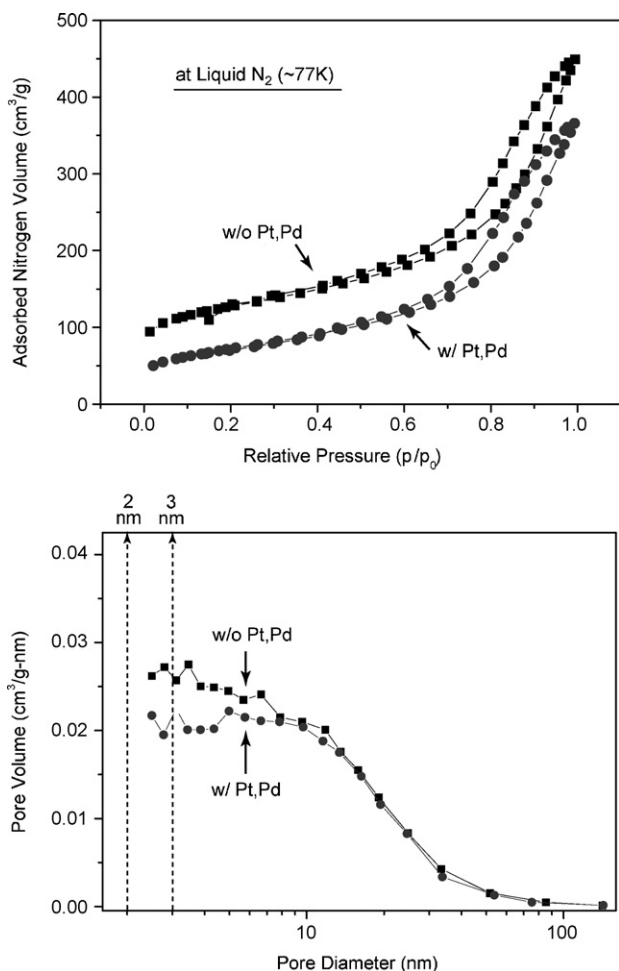 500
450
400
300
200
100
0
at Liquid N₂ (~77K)
w/o Pt,Pd
w/ Pt,Pd
Adsorbed Nitrogen Volume (cm³/g)
0.0 0.2 0.4 0.6 0.8 1.0
Relative Pressure (p/p₀)
2 3
nm nm
0.04
0.03
0.02
0.01
0.00
w/o Pt,Pd
w/ Pt,Pd
Pore Volume (cm³/g-nm)
10 100
Pore Diameter (nm)